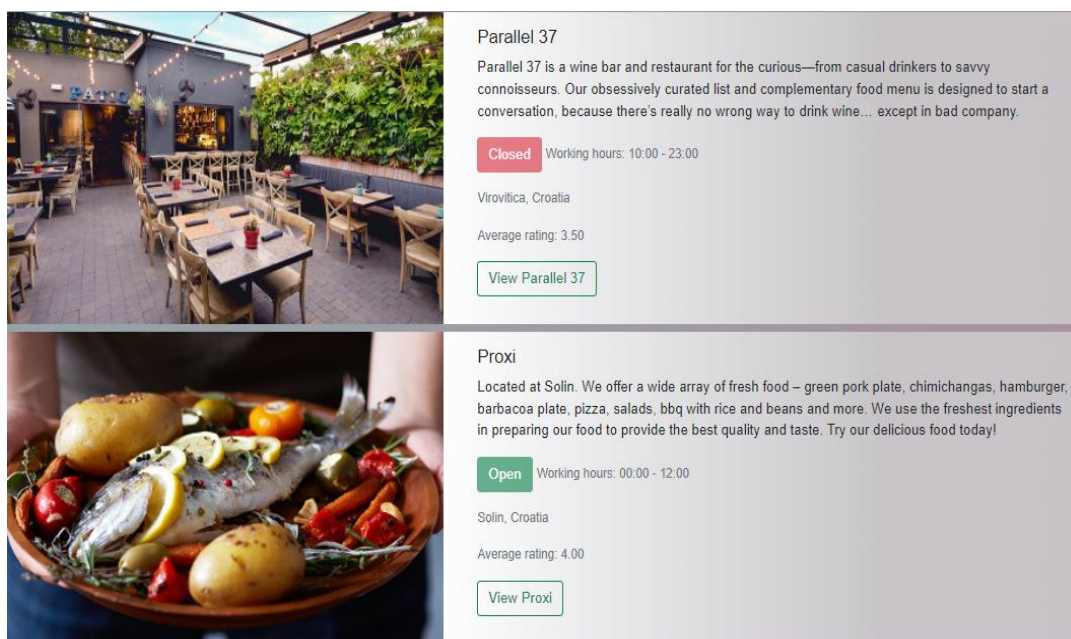 PATIO
Parallel 37
Parallel 37 is a wine bar and restaurant for the curious—from casual drinkers to savvy
connoisseurs. Our obsessively curated list and complementary food menu is designed to start a
conversation, because there's really no wrong way to drink wine… except in bad company.
Closed Working hours: 10:00 - 23:00
Virovitica, Croatia
Average rating: 3.50
View Parallel 37
Proxi
Located at Solin. We offer a wide array of fresh food – green pork plate, chimichangas, hamburger,
barbacoa plate, pizza, salads, bbq with rice and beans and more. We use the freshest ingredients
in preparing our food to provide the best quality and taste. Try our delicious food today!
Open Working hours: 00:00 - 12:00
Solin, Croatia
Average rating: 4.00
View Proxi